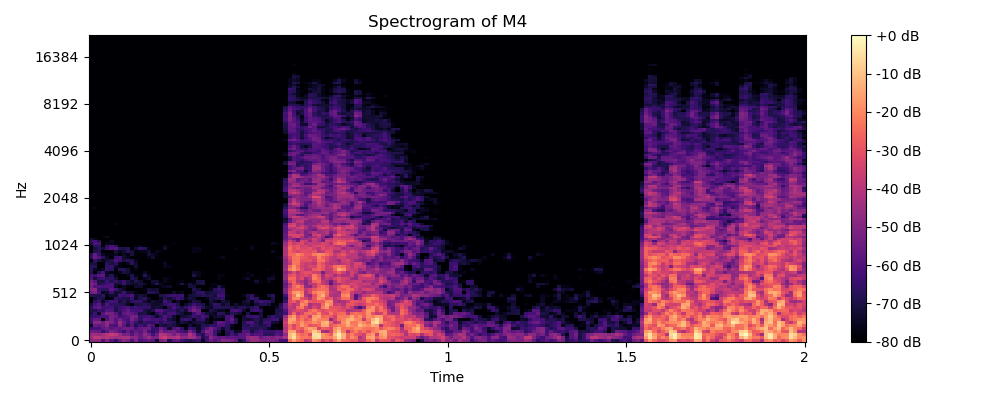 Spectrogram of M4
16384
8192
4096
2048
1024
512
0
Hz
0
0.5
1
1.5
2
Time
+0 dB
-10 dB
-20 dB
-30 dB
-40 dB
-50 dB
-60 dB
-70 dB
-80 dB